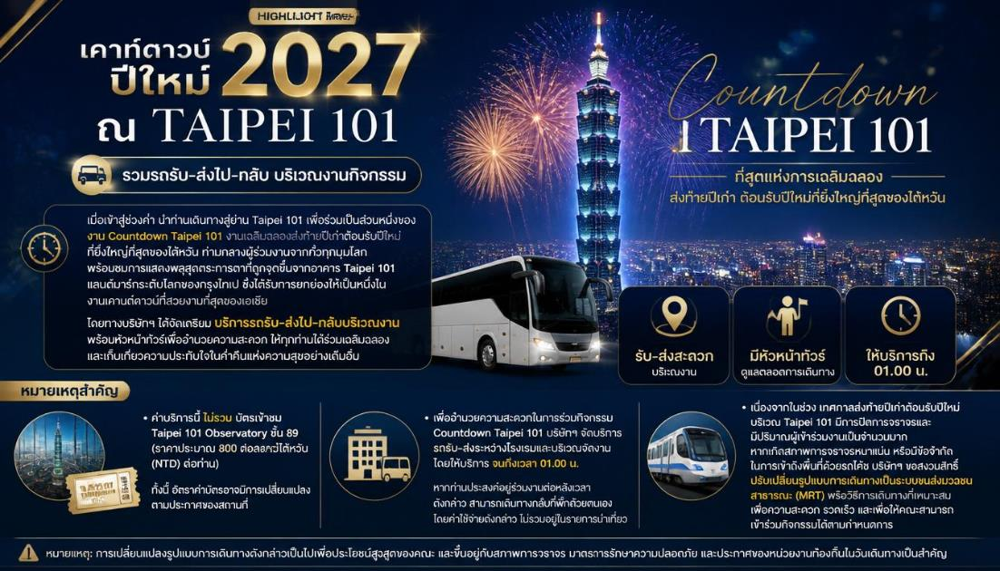 HIGHLIGHT
เคาท์ดาวน์
ปีใหม่ 2027
ณ TAIPEI 101
รวมรถรับ-ส่งไป-กลับ บริเวณงานกิจกรรม
เมื่อเข้าสู่ช่วงค่ำ นำท่านเดินทางสู่ย่าน Taipei 101 เพื่อร่วมเป็นส่วนหนึ่งของ
งาน Countdown Taipei 101 งานเฉลิมฉลองส่งท้ายปีเก่าต้อนรับปีใหม่
ที่ยิ่งใหญ่ที่สุดของไต้หวัน ท่ามกลางผู้ร่วมงานจากทั่วทุกมุมโลก
พร้อมชมการแสดงพลุสุดตระการตาที่ถูกจุดขึ้นจากอาคาร Taipei 101
แลนด์มาร์กระดับโลกของกรุงไทเป ซึ่งได้รับการยกย่องให้เป็นหนึ่งใน
งานเคานต์ดาวน์ที่สวยงามที่สุดของเอเชีย
โดยทางบริษัทฯ ได้จัดเตรียม บริการรถรับ-ส่งไป-กลับบริเวณงาน
พร้อมหัวหน้าทัวร์เพื่ออำนวยความสะดวก ให้ทุกท่านได้ร่วมเฉลิมฉลอง
และเก็บเกี่ยวความประทับใจในค่ำคืนแห่งความสุขอย่างเต็มอิ่ม
Countdown
TAIPEI 101
ที่สุดแห่งการเฉลิมฉลอง
ส่งท้ายปีเก่า ต้อนรับปีใหม่ที่ยิ่งใหญ่ที่สุดของไต้หวัน
รับ-ส่งสะดวก
บริเวณงาน
มีหัวหน้าทัวร์
ดูแลตลอดการเดินทาง
ให้บริการถึง
01.00 น.
หมายเหตุสำคัญ
• ค่าบริการนี้ ไม่รวม บัตรเข้าชม
Taipei 101 Observatory ชั้น 89
(ราคาประมาณ 800 ดอลลาร์ไต้หวัน
(NTD) ต่อท่าน)
ทั้งนี้ อัตราค่าบัตรอาจมีการเปลี่ยนแปลง
ตามประกาศของสถานที่
• เพื่ออำนวยความสะดวกในการร่วมกิจกรรม
Countdown Taipei 101 บริษัทฯ จัดบริการ
รถรับ-ส่งระหว่างโรงแรมและบริเวณจัดงาน
โดยให้บริการ จนถึงเวลา 01.00 น.
หากท่านประสงค์อยู่ร่วมงานต่อหลังเวลา
ดังกล่าว สามารถเดินทางกลับที่พักด้วยตนเอง
โดยค่าใช้จ่ายดังกล่าว ไม่รวมอยู่ในรายการนำเที่ยว
• เนื่องจากในช่วง เทศกาลส่งท้ายปีเก่าต้อนรับปีใหม่
บริเวณ Taipei 101 มีการปิดการจราจรและ
มีปริมาณผู้เข้าร่วมงานเป็นจำนวนมาก
หากเกิดสภาพการจราจรหนาแน่น หรือมีข้อจำกัด
ในการเข้าถึงพื้นที่ด้วยรถโค้ช บริษัทฯ ขอสงวนสิทธิ์
ปรับเปลี่ยนรูปแบบการเดินทางเป็นระบบขนส่งมวลชน
สาธารณะ (MRT) หรือวิธีการเดินทางที่เหมาะสม
เพื่อความสะดวก รวดเร็ว และเพื่อให้คณะสามารถ
เข้าร่วมกิจกรรมได้ตามกำหนดการ
หมายเหตุ: การเปลี่ยนแปลงรูปแบบการเดินทางดังกล่าวเป็นไปเพื่อประโยชน์สูงสุดของคณะ และขึ้นอยู่กับสภาพการจราจร มาตรการรักษาความปลอดภัย และประกาศของหน่วยงานท้องถิ่นในวันเดินทางเป็นสำคัญ